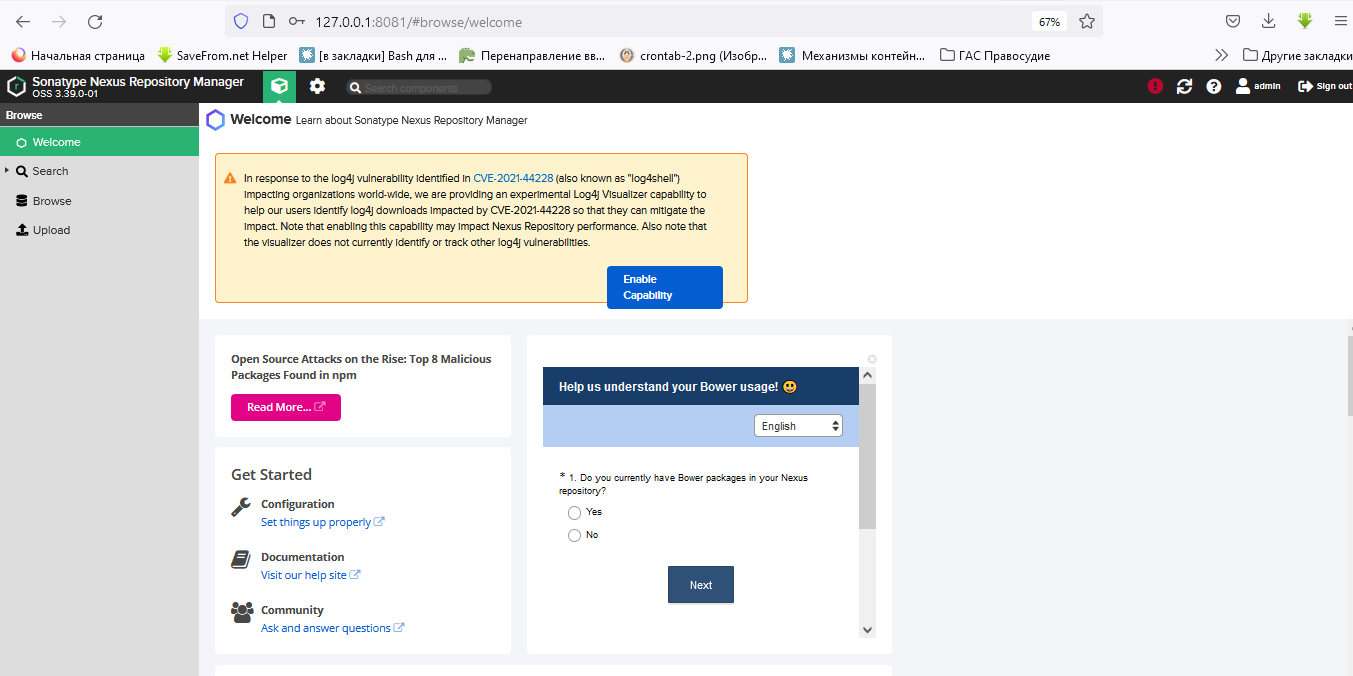 127.0.0.1:8081/#browse/welcome
67%
Начальная страница
SaveFrom.net Helper
[в закладки] Bash для ...
Перенаправление вв...
crontab-2.png (Изобр...
Механизмы контейн...
ГАС Правосудие
Другие закладки
Sonatype Nexus Repository Manager
OSS 3.39.0-01
Search components
admin
Sign out
Browse
Welcome
Search
Browse
Upload
Welcome Learn about Sonatype Nexus Repository Manager
In response to the log4j vulnerability identified in CVE-2021-44228 (also known as "log4shell")
impacting organizations world-wide, we are providing an experimental Log4j Visualizer capability to
help our users identify log4j downloads impacted by CVE-2021-44228 so that they can mitigate the
impact. Note that enabling this capability may impact Nexus Repository performance. Also note that
the visualizer does not currently identify or track other log4j vulnerabilities.
Enable
Capability
Open Source Attacks on the Rise: Top 8 Malicious
Packages Found in npm
Read More...
Get Started
Configuration
Set things up properly
Documentation
Visit our help site
Community
Ask and answer questions
Help us understand your Bower usage! 😃
English
* 1. Do you currently have Bower packages in your Nexus
repository?
Yes
No
Next